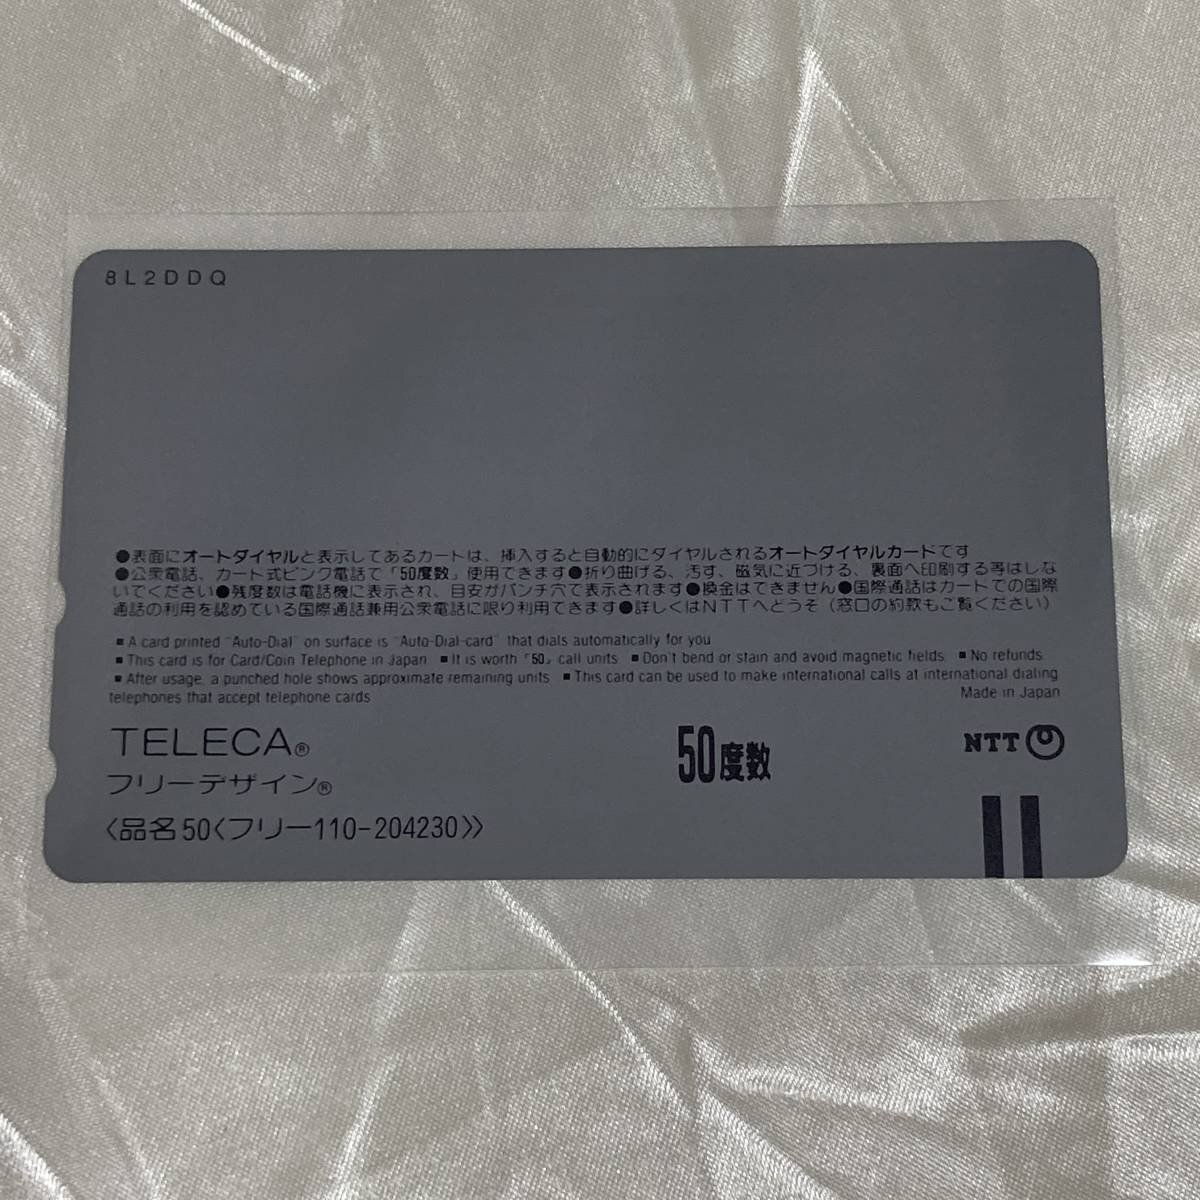 8L2DDQ
●表面にオートダイヤルと表示してあるカードは、挿入すると自動的にダイヤルされるオートダイヤルカードです
●公衆電話、カード式ピンク電話で「50度数」使用できます●折り曲げる、汚す、磁気に近づける、裏面へ印刷する等はしな
いでください●残度数は電話機に表示され、目安がパンチ穴で表示されます●換金はできません●国際通話はカードでの国際
通話の利用を認めている国際通話兼用公衆電話に限り利用できます●詳しくはNTTへどうぞ（窓口の約款もご覧ください）
■A card printed "Auto-Dial" on surface is "Auto-Dial-card" that dials automatically for you
■This card is for Card/Coin Telephone in Japan ■It is worth「50」call units ■Don't bend or stain and avoid magnetic fields ■No refunds
■After usage, a punched hole shows approximate remaining units ■This card can be used to make international calls at international dialing
telephones that accept telephone cards Made in Japan
TELECA® 50度数 NTT
フリーデザイン®
〈品名50〈フリー110-204230〉〉